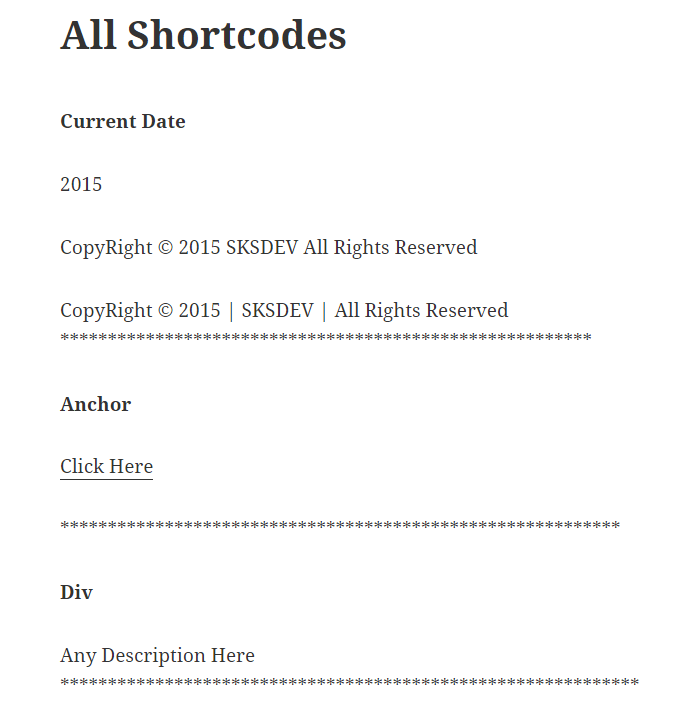 All Shortcodes
Current Date
2015
CopyRight © 2015 SKSDEV All Rights Reserved
CopyRight © 2015 | SKSDEV | All Rights Reserved
********************************************************
Anchor
Click Here
***********************************************************
Div
Any Description Here
*************************************************************